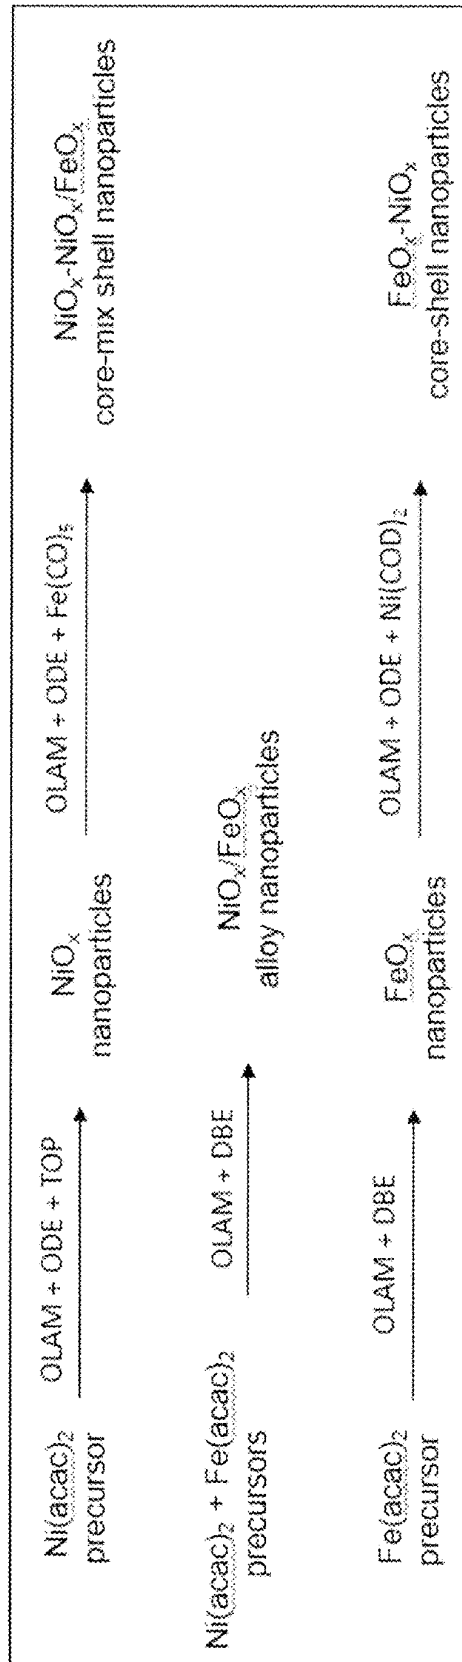 Ni(acac)₂
precursor
OLAM + ODE + TOP
NiOₓ
nanoparticles
OLAM + ODE + Fe(CO)₅
NiOₓ-NiOₓ/FeOₓ
core-mix shell nanoparticles
Ni(acac)₂ + Fe(acac)₂
precursors
OLAM + DBE
NiOₓ/FeOₓ
alloy nanoparticles
Fe(acac)₂
precursor
OLAM + DBE
FeOₓ
nanoparticles
OLAM + ODE + Ni(COD)₂
FeOₓ-NiOₓ
core-shell nanoparticles